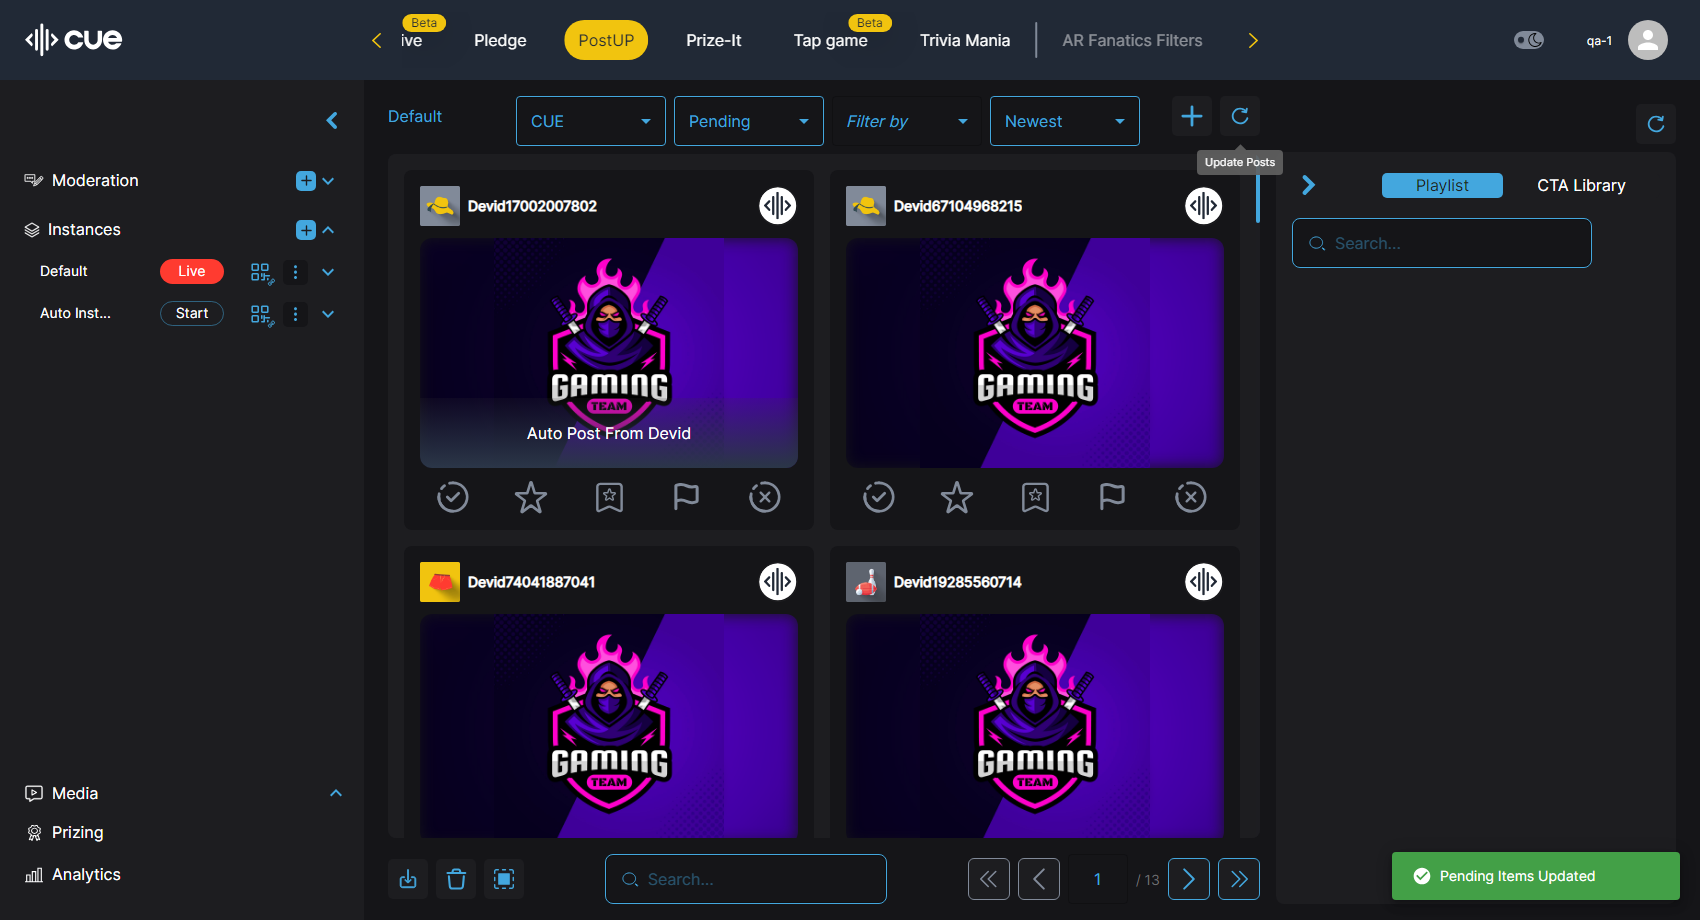 cue
Beta
ive
Pledge
PostUP
Prize-It
Beta
Tap game
Trivia Mania
AR Fanatics Filters
qa-1
Default
CUE
Pending
Filter by
Newest
Update Posts
Moderation
Instances
Default
Live
Auto Inst...
Start
Media
Prizing
Analytics
Devid17002007802
GAMING
TEAM
Auto Post From Devid
Devid67104968215
GAMING
TEAM
Devid74041887041
GAMING
TEAM
Devid19285560714
GAMING
TEAM
Playlist
CTA Library
Search...
Search...
1
/ 13
Pending Items Updated